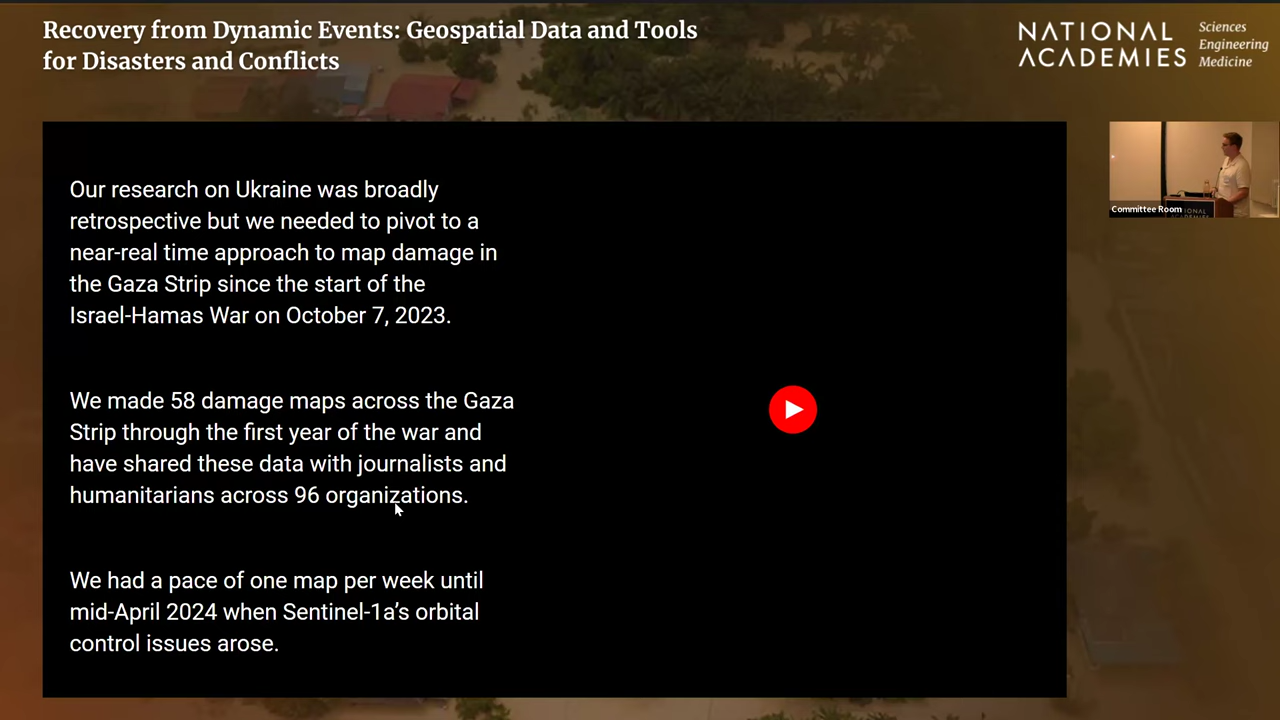 Recovery from Dynamic Events: Geospatial Data and Tools
for Disasters and Conflicts
NATIONAL
ACADEMIES
Sciences
Engineering
Medicine
Our research on Ukraine was broadly
retrospective but we needed to pivot to a
near-real time approach to map damage in
the Gaza Strip since the start of the
Israel-Hamas War on October 7, 2023.
We made 58 damage maps across the Gaza
Strip through the first year of the war and
have shared these data with journalists and
humanitarians across 96 organizations.
We had a pace of one map per week until
mid-April 2024 when Sentinel-1a’s orbital
control issues arose.
Committee Room
NATIONAL
ACADEMIES